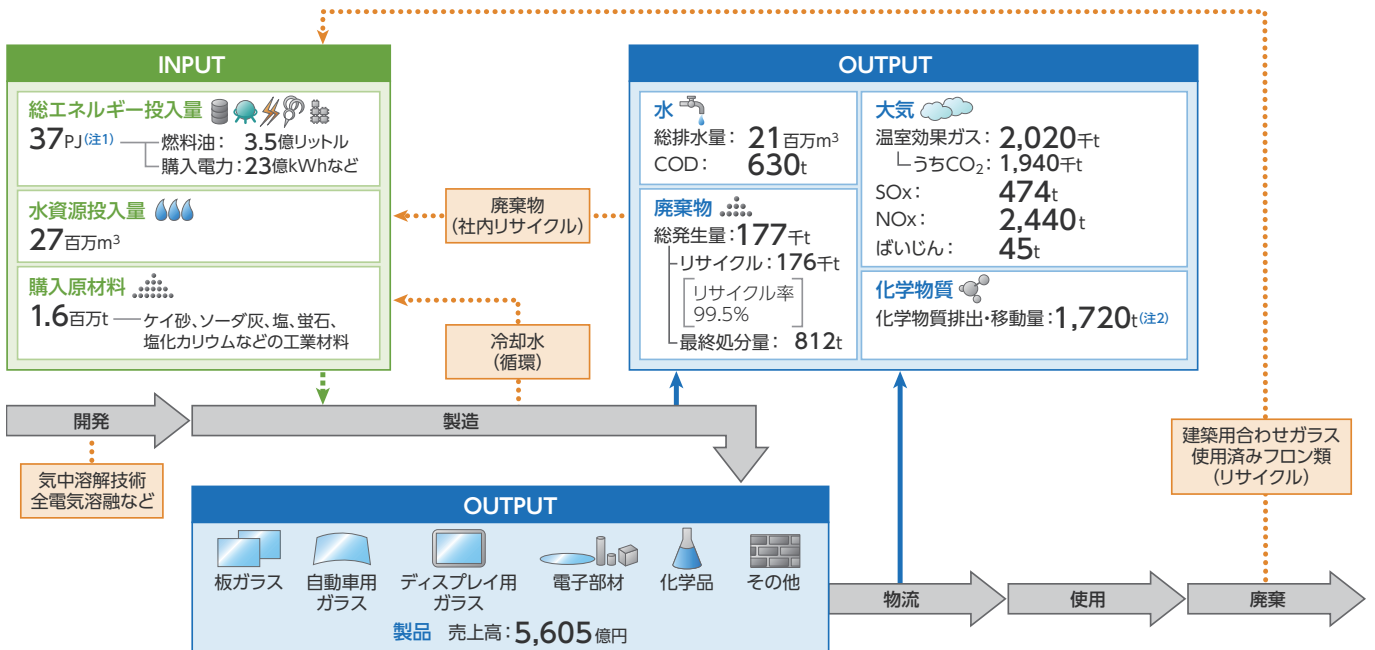 INPUT
総エネルギー投入量
37PJ(注1)
燃料油： 3.5億リットル
購入電力：23億kWhなど
水資源投入量
27百万m³
購入原材料
1.6百万t
ケイ砂、ソーダ灰、塩、蛍石、
塩化カリウムなどの工業材料
廃棄物
(社内リサイクル)
冷却水
(循環)
OUTPUT
水
総排水量： 21百万m³
COD： 630t
廃棄物
総発生量：177千t
リサイクル：176千t
リサイクル率
99.5%
最終処分量： 812t
大気
温室効果ガス：2,020千t
うちCO₂：1,940千t
SOx： 474t
NOx： 2,440t
ばいじん： 45t
化学物質
化学物質排出・移動量：1,720t(注2)
開発
製造
気中溶解技術
全電気溶融など
建築用合わせガラス
使用済みフロン類
(リサイクル)
OUTPUT
板ガラス
自動車用
ガラス
ディスプレイ用
ガラス
電子部材
化学品
その他
製品 売上高：5,605億円
物流
使用
廃棄